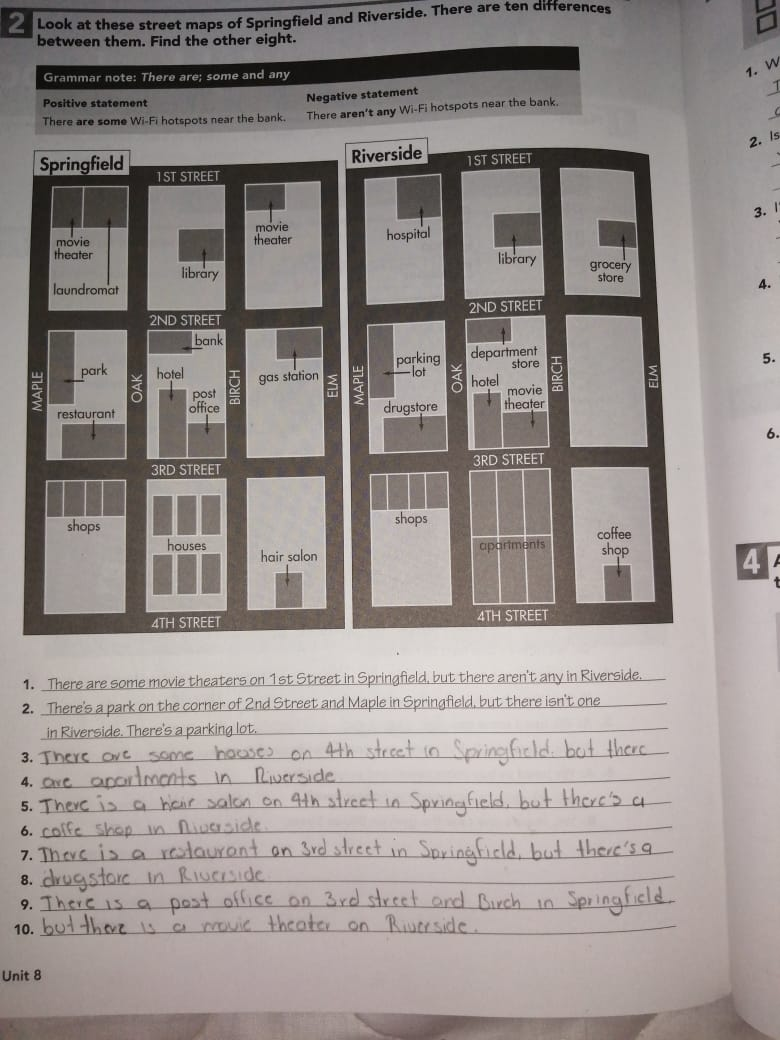 2 Look at these street maps of Springfield and Riverside. There are ten differences
between them. Find the other eight.
Grammar note: There are; some and any
Positive statement
There are some Wi-Fi hotspots near the bank.
Negative statement
There aren't any Wi-Fi hotspots near the bank.
Springfield
1ST STREET
movie
theater
laundromat
library
movie
theater
2ND STREET
MAPLE
park
restaurant
OAK
bank
hotel
post
office
BIRCH
gas station
ELM
3RD STREET
shops
houses
hair salon
4TH STREET
Riverside
1ST STREET
hospital
library
grocery
store
2ND STREET
MAPLE
parking
lot
drugstore
OAK
department
store
hotel
movie
theater
BIRCH
ELM
3RD STREET
shops
apartments
coffee
shop
4TH STREET
1. There are some movie theaters on 1st Street in Springfield, but there aren't any in Riverside.
2. There's a park on the corner of 2nd Street and Maple in Springfield, but there isn't one
in Riverside. There's a parking lot.
3. There are some houses on 4th street in Springfield. but there
4. are apartments in Riverside
5. There is a hair salon on 4th street in Springfield, but there's a
6. coffe shop in Riverside.
7. There is a restaurant on 3rd street in Springfield, but there's a
8. drugstore in Riverside
9. There is a post office on 3rd street and Birch in Springfield.
10. but there is a movie theater on Riverside.
Unit 8
1. W
2. Is
3. I
4.
5.
6.
4